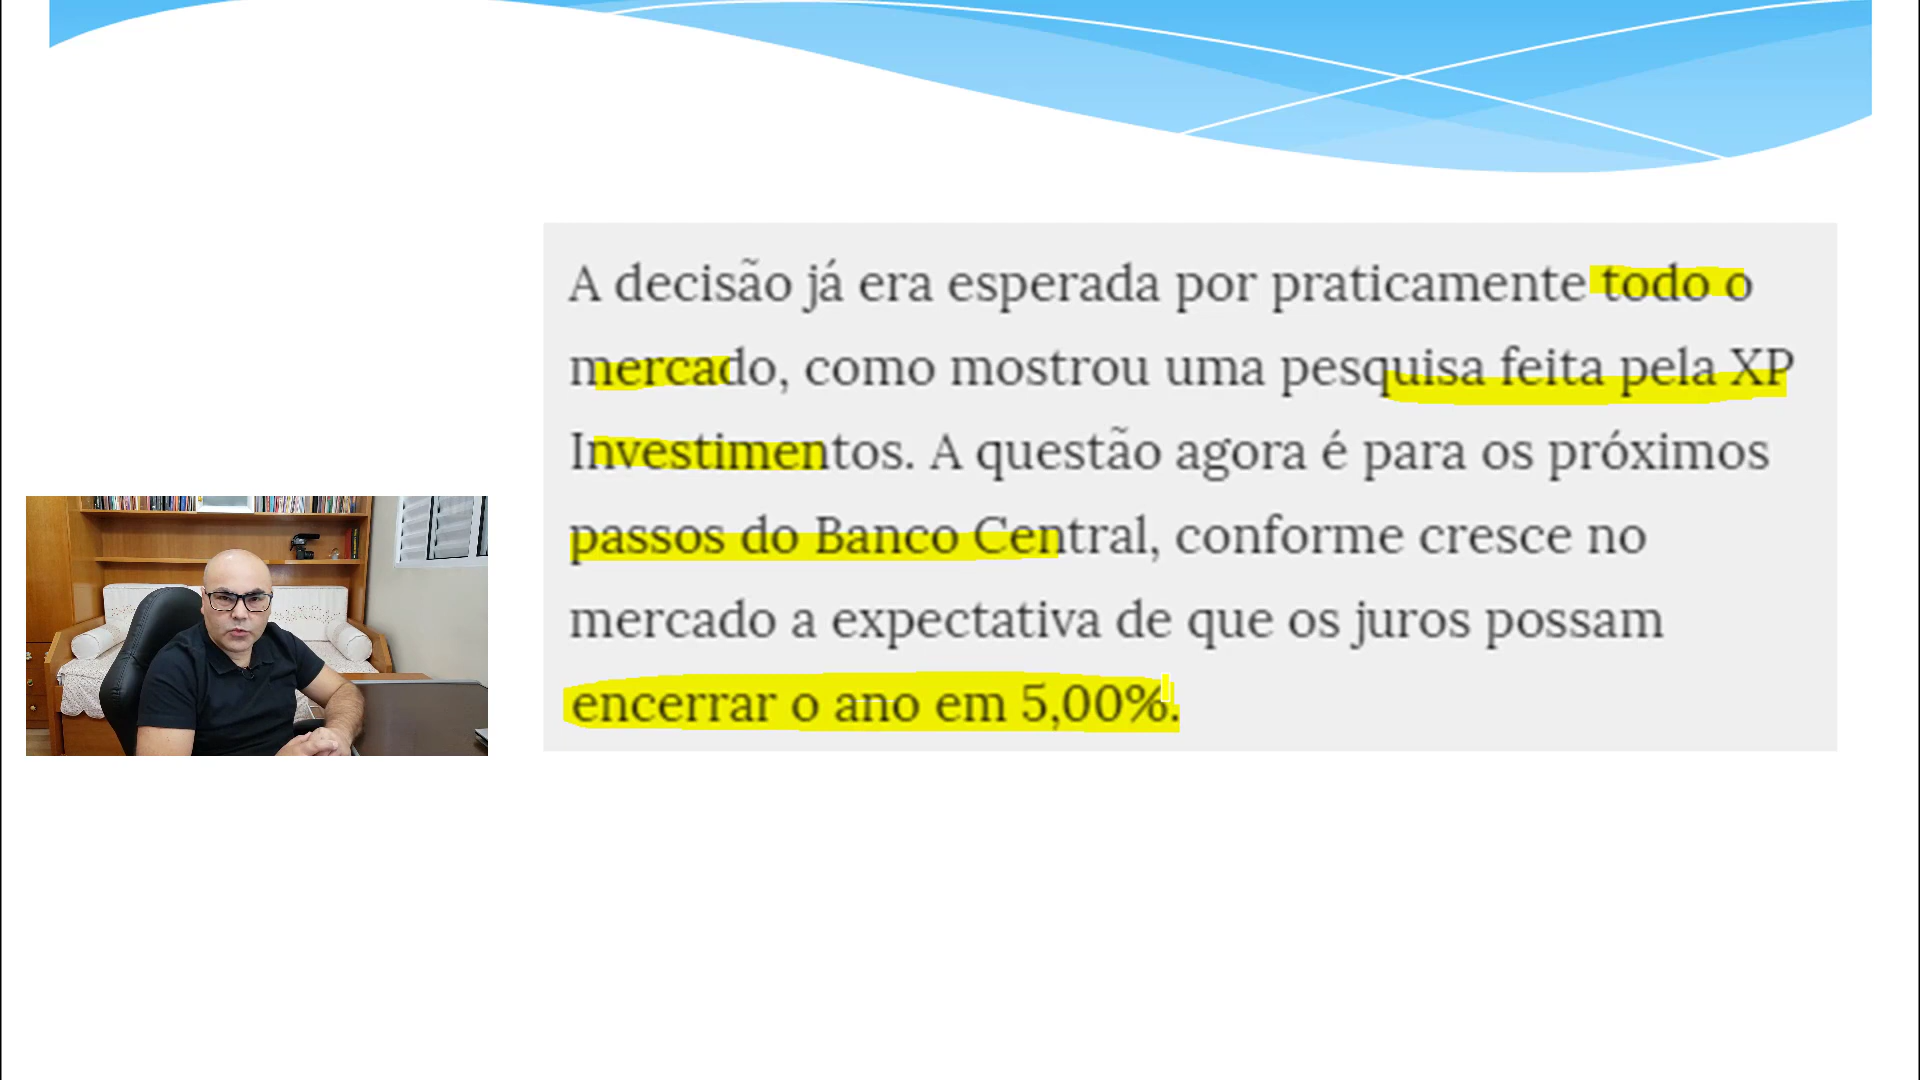 A decisão já era esperada por praticamente todo o
mercado, como mostrou uma pesquisa feita pela XP
Investimentos. A questão agora é para os próximos
passos do Banco Central, conforme cresce no
mercado a expectativa de que os juros possam
encerrar o ano em 5,00%.